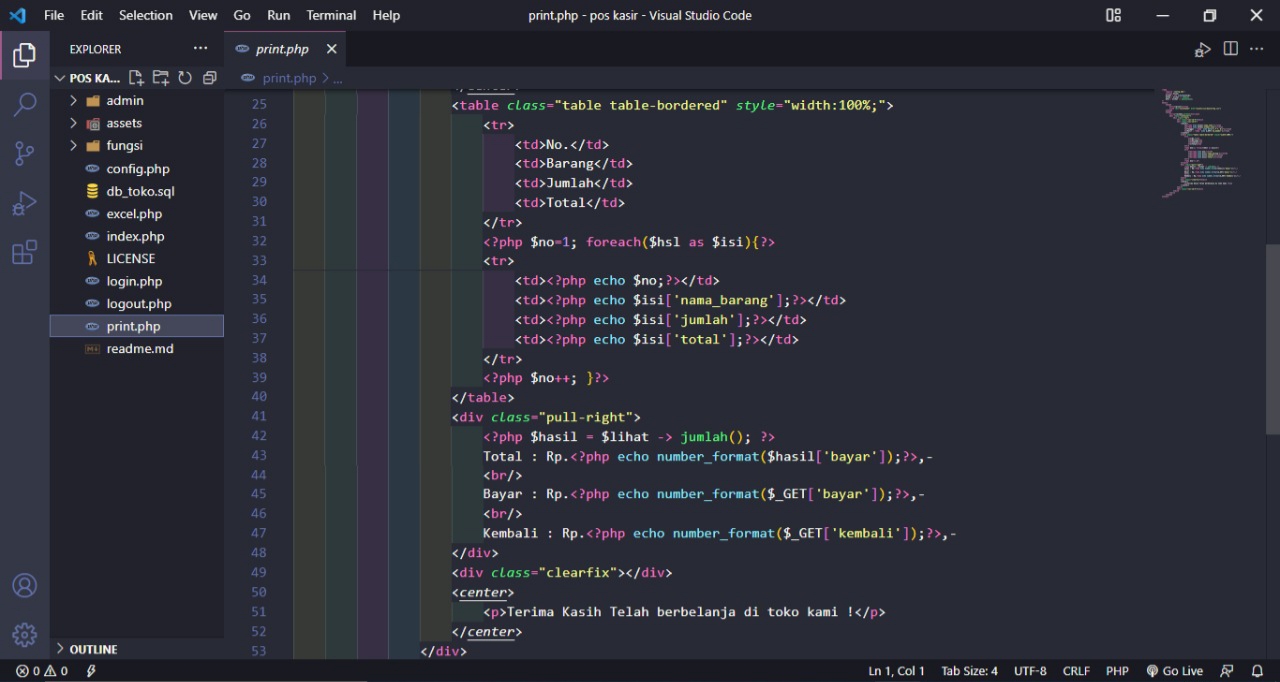 File Edit Selection View Go Run Terminal Help print.php - pos kasir - Visual Studio Code
EXPLORER ··· print.php ×
POS KA... print.php > ...
admin
assets
fungsi
config.php
db_toko.sql
excel.php
index.php
LICENSE
login.php
logout.php
print.php
readme.md
OUTLINE
25 <table class="table table-bordered" style="width:100%;">
26 <tr>
27 <td>No.</td>
28 <td>Barang</td>
29 <td>Jumlah</td>
30 <td>Total</td>
31 </tr>
32 <?php $no=1; foreach($hsl as $isi){?>
33 <tr>
34 <td><?php echo $no;?></td>
35 <td><?php echo $isi['nama_barang'];?></td>
36 <td><?php echo $isi['jumlah'];?></td>
37 <td><?php echo $isi['total'];?></td>
38 </tr>
39 <?php $no++; }?>
40 </table>
41 <div class="pull-right">
42 <?php $hasil = $lihat -> jumlah(); ?>
43 Total : Rp.<?php echo number_format($hasil['bayar']);?>,-
44 <br/>
45 Bayar : Rp.<?php echo number_format($_GET['bayar']);?>,-
46 <br/>
47 Kembali : Rp.<?php echo number_format($_GET['kembali']);?>,-
48 </div>
49 <div class="clearfix"></div>
50 <center>
51 <p>Terima Kasih Telah berbelanja di toko kami !</p>
52 </center>
53 </div>
0 0 Ln 1, Col 1 Tab Size: 4 UTF-8 CRLF PHP Go Live